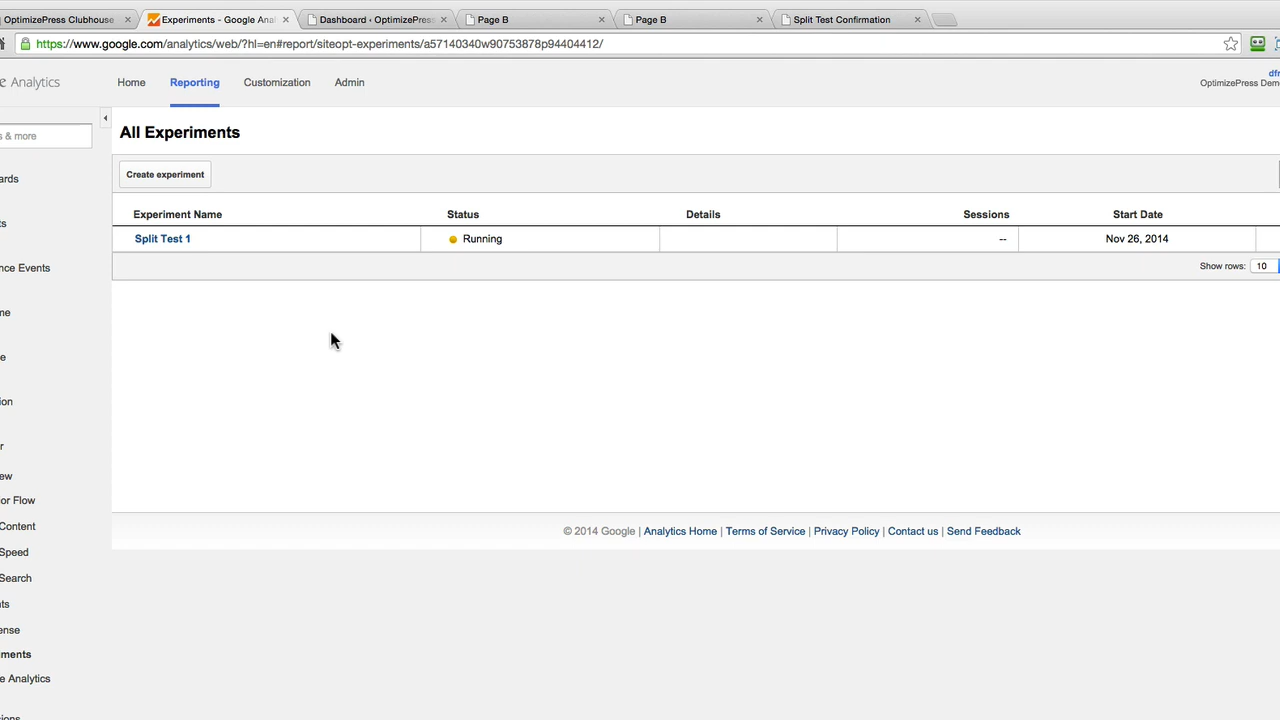 OptimizePress Clubhouse
Experiments - Google Anal
Dashboard ‹ OptimizePress
Page B
Page B
Split Test Confirmation
https://www.google.com/analytics/web/?hl=en#report/siteopt-experiments/a57140340w90753878p94404412/
e Analytics
Home
Reporting
Customization
Admin
dfr
OptimizePress Dem
s & more
All Experiments
Create experiment
ards
ts
nce Events
me
e
ion
r
ew
or Flow
Content
Speed
Search
nts
ense
ments
e Analytics
sions
Experiment Name Status Details Sessions Start Date
Split Test 1 Running -- Nov 26, 2014
Show rows: 10
© 2014 Google | Analytics Home | Terms of Service | Privacy Policy | Contact us | Send Feedback